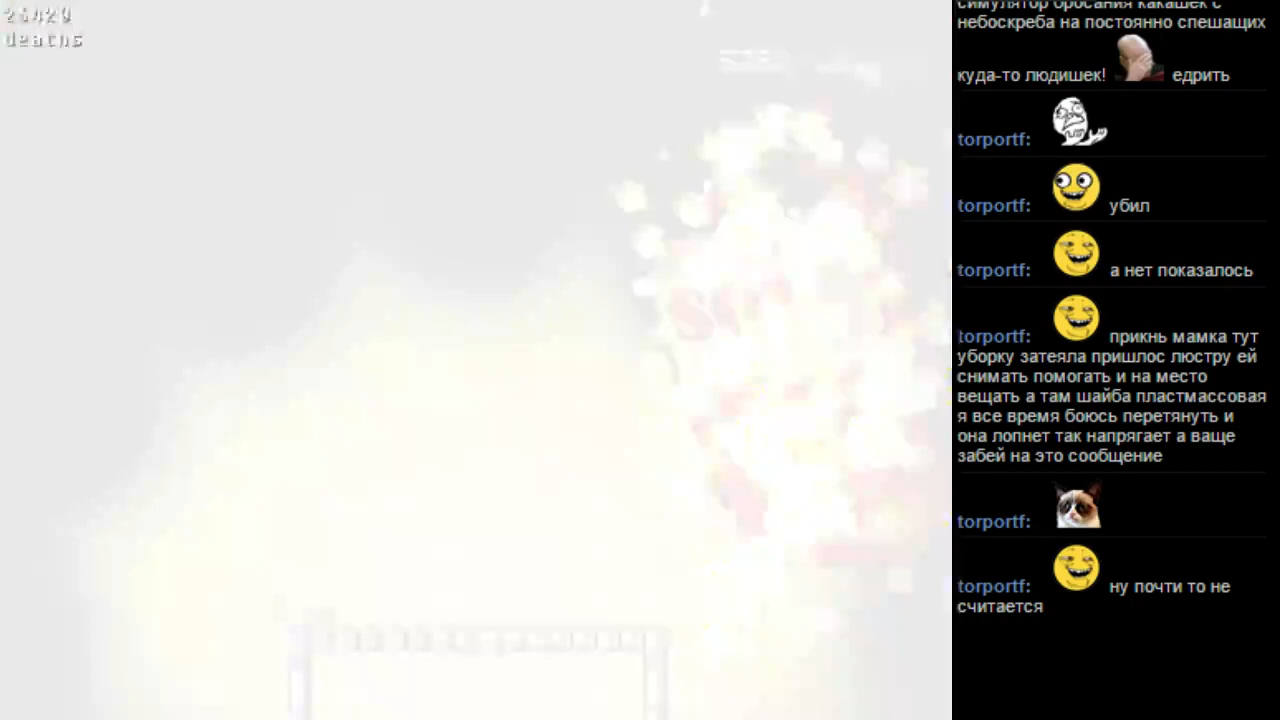 deaths
симулятор бросания какашек с
небоскреба на постоянно спешащих
куда-то людишек! едрить
torportf:
torportf: убил
torportf: а нет показалось
torportf: прикнь мамка тут
уборку затеяла пришлос люстру ей
снимать помогать и на место
вещать а там шайба пластмассовая
я все время боюсь перетянуть и
она лопнет так напрягает а ваще
забей на это сообщение
torportf:
torportf: ну почти то не
считается